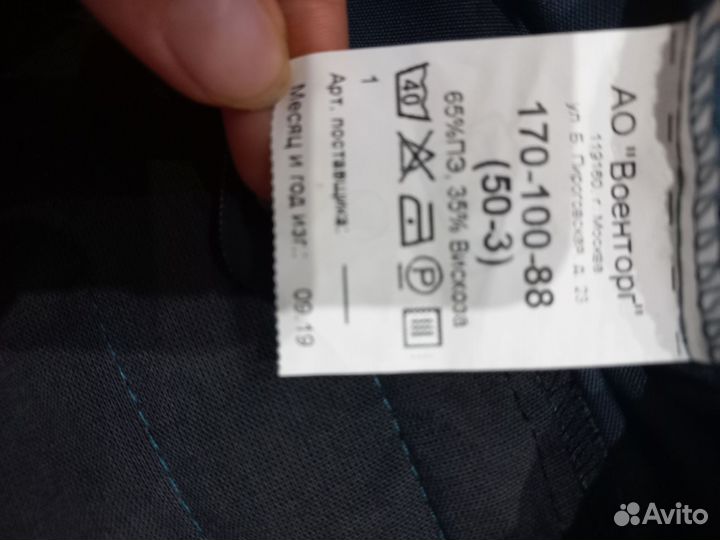 АО "Военторг"
119160, г. Москва
ул. Б. Пироговская, д. 23
170-100-88
(50-3)
65%ПЭ, 35% Вискоза
40
P
1
Арт. поставщика:
Месяц и год изг.: 09.19
Avito